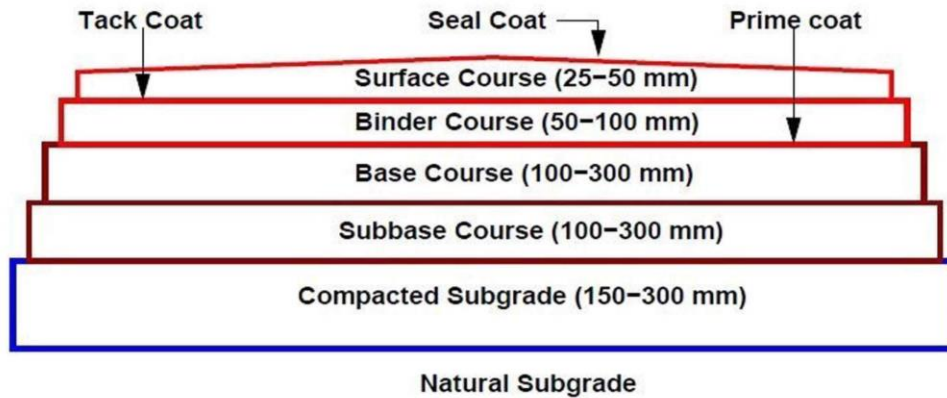 Tack Coat Seal Coat Prime coat
Surface Course (25−50 mm)
Binder Course (50−100 mm)
Base Course (100−300 mm)
Subbase Course (100−300 mm)
Compacted Subgrade (150−300 mm)
Natural Subgrade